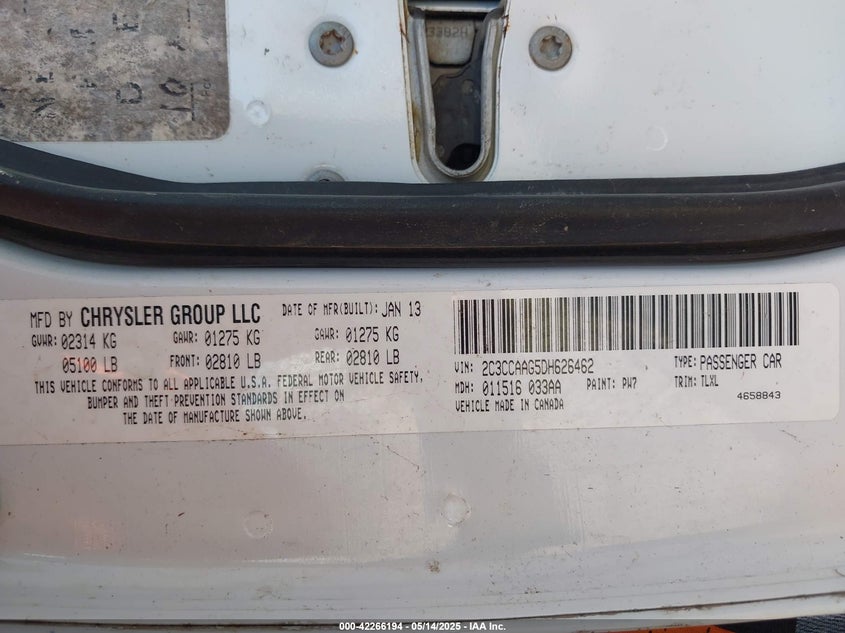 3382H
MFD BY CHRYSLER GROUP LLC DATE OF MFR(BUILT): JAN 13
GVWR: 02314 KG GAWR: 01275 KG GAWR: 01275 KG
05100 LB FRONT: 02810 LB REAR: 02810 LB
THIS VEHICLE CONFORMS TO ALL APPLICABLE U.S.A. FEDERAL MOTOR VEHICLE SAFETY,
BUMPER AND THEFT PREVENTION STANDARDS IN EFFECT ON
THE DATE OF MANUFACTURE SHOWN ABOVE.
VIN: 2C3CCAAG5DH626462 TYPE: PASSENGER CAR
MDH: 011516 033AA PAINT: PW7 TRIM: TLXL
VEHICLE MADE IN CANADA 4658843
000-42266194 — 05/14/2025 — IAA Inc.